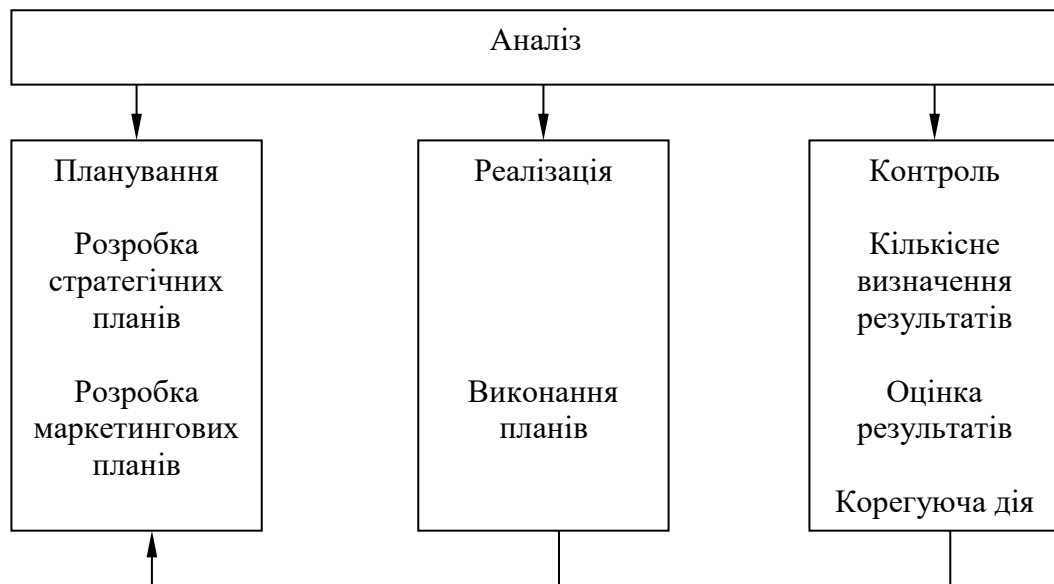 Аналіз
Планування
Розробка
стратегічних
планів
Розробка
маркетингових
планів
Реалізація
Виконання
планів
Контроль
Кількісне
визначення
результатів
Оцінка
результатів
Корегуюча дія